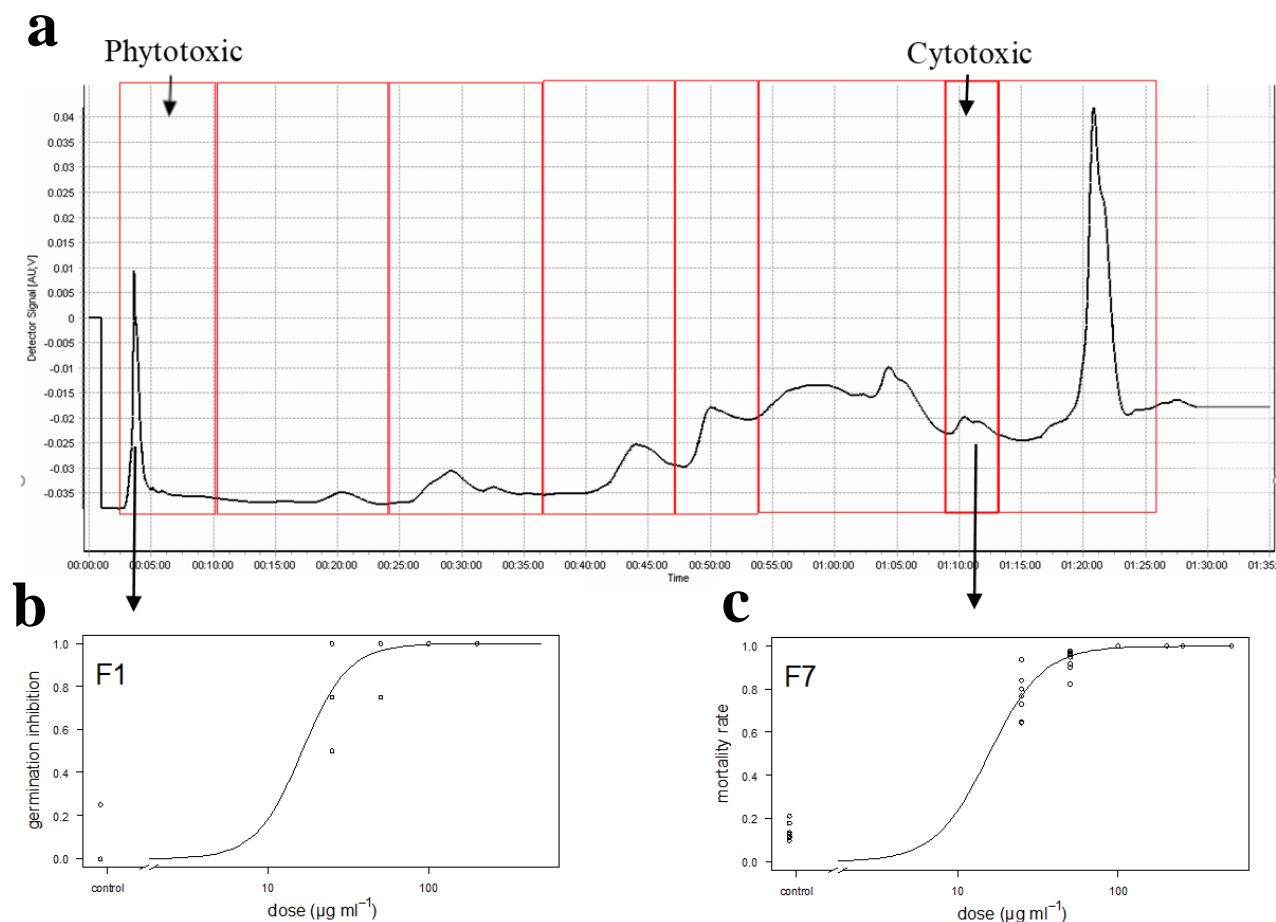 a
Phytotoxic
Cytotoxic
Detector Signal [AU;V]
0.04
0.035
0.03
0.025
0.02
0.015
0.01
0.005
0
-0.005
-0.01
-0.015
-0.02
-0.025
-0.03
-0.035
00:00:00 00:05:00 00:10:00 00:15:00 00:20:00 00:25:00 00:30:00 00:35:00 00:40:00 00:45:00 00:50:00 00:55:00 01:00:00 01:05:00 01:10:00 01:15:00 01:20:00 01:25:00 01:30:00 01:35
Time
b
F1
germination inhibition
1.0
0.8
0.6
0.4
0.2
0.0
control 10 100
dose (µg ml⁻¹)
c
F7
mortality rate
1.0
0.8
0.6
0.4
0.2
0.0
control 10 100
dose (µg ml⁻¹)